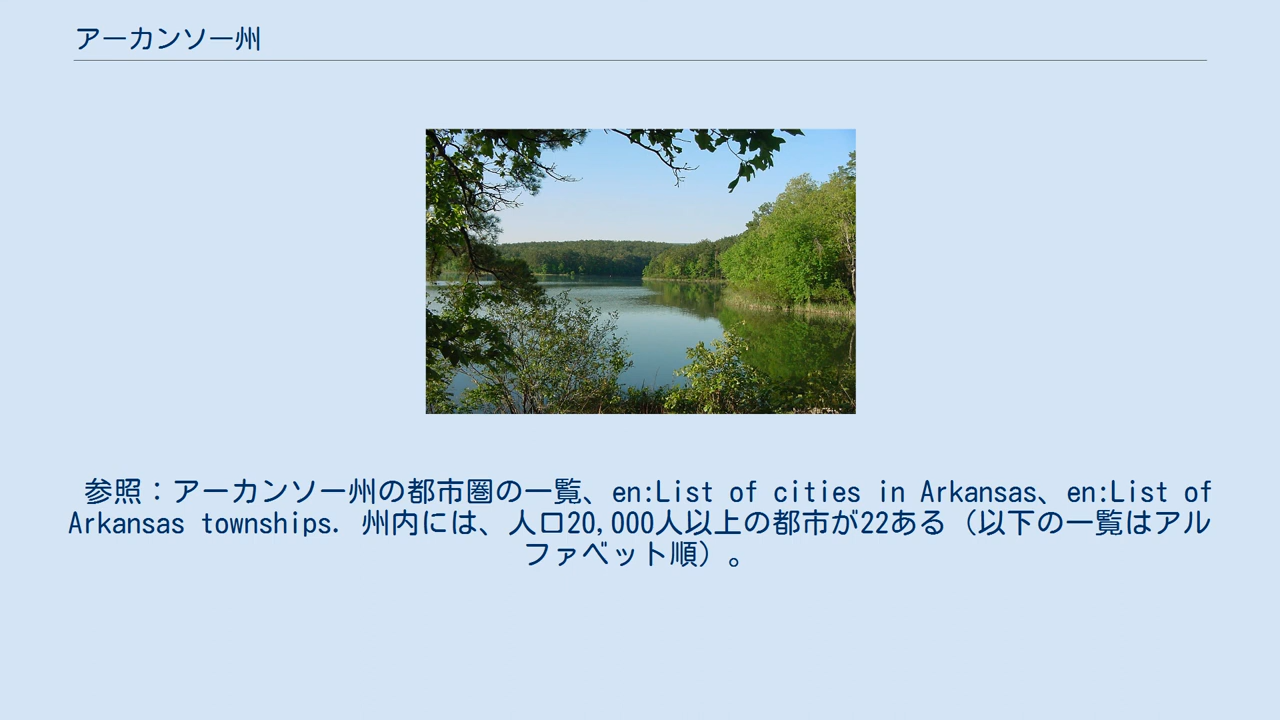 アーカンソー州
参照：アーカンソー州の都市圏の一覧、en:List of cities in Arkansas、en:List of
Arkansas townships. 州内には、人口20,000人以上の都市が22ある（以下の一覧はアル
ファベット順）。